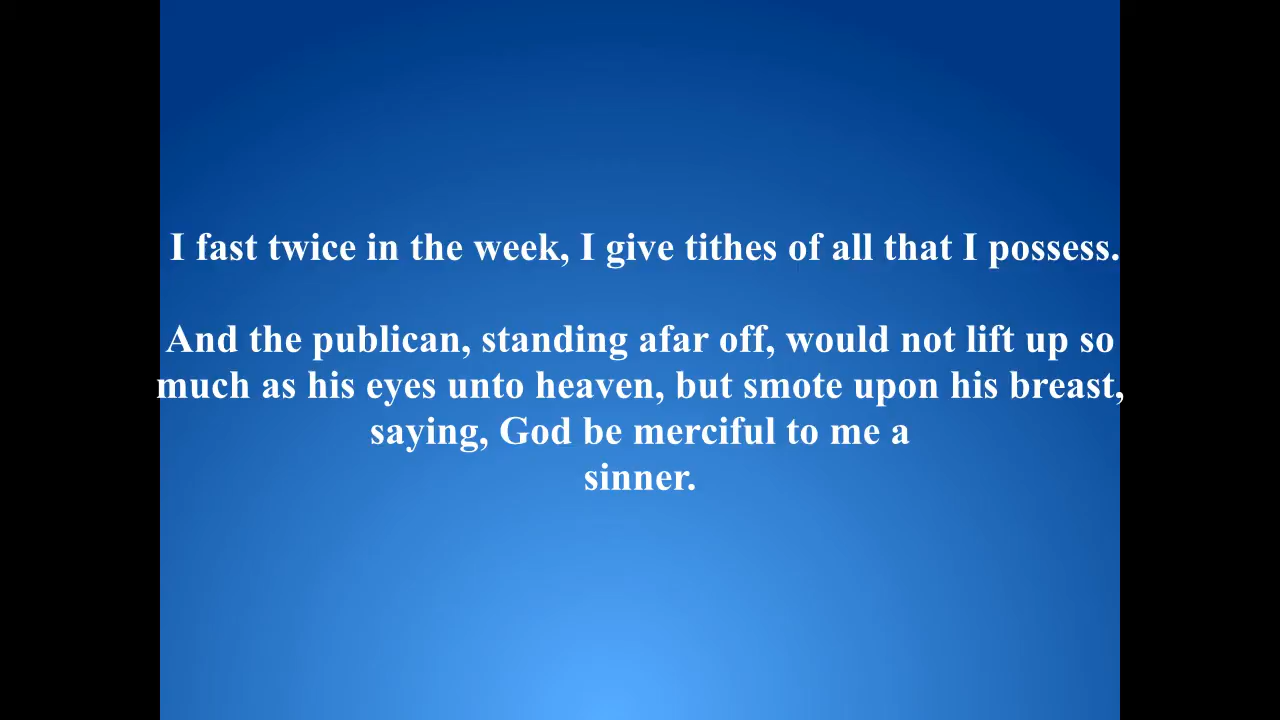 I fast twice in the week, I give tithes of all that I possess.
And the publican, standing afar off, would not lift up so
much as his eyes unto heaven, but smote upon his breast,
saying, God be merciful to me a
sinner.